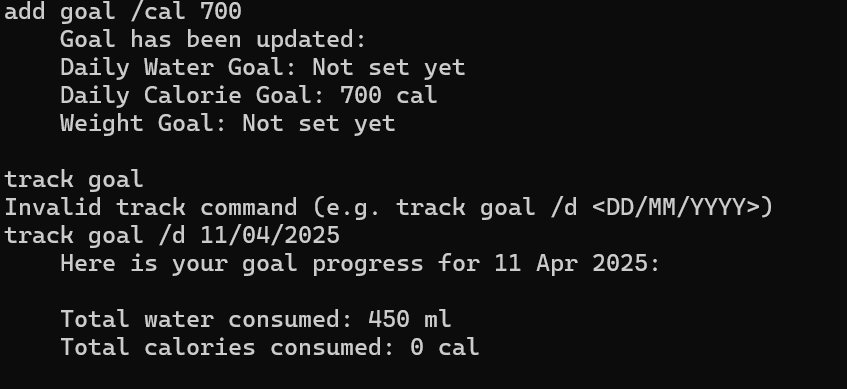 add goal /cal 700
Goal has been updated:
Daily Water Goal: Not set yet
Daily Calorie Goal: 700 cal
Weight Goal: Not set yet
track goal
Invalid track command (e.g. track goal /d <DD/MM/YYYY>)
track goal /d 11/04/2025
Here is your goal progress for 11 Apr 2025:
Total water consumed: 450 ml
Total calories consumed: 0 cal